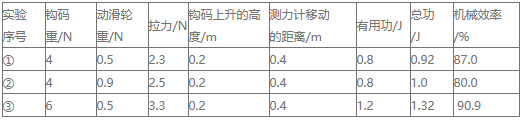 实验序号 钩码重/N 动滑轮重/N 拉力/N 钩码上升的高度/m 测力计移动的距离/m 有用功/J 总功/J 机械效率/%
① 4 0.5 2.3 0.2 0.4 0.8 0.92 87.0
② 4 0.9 2.5 0.2 0.4 0.8 1.0 80.0
③ 6 0.5 3.3 0.2 0.4 1.2 1.32 90.9